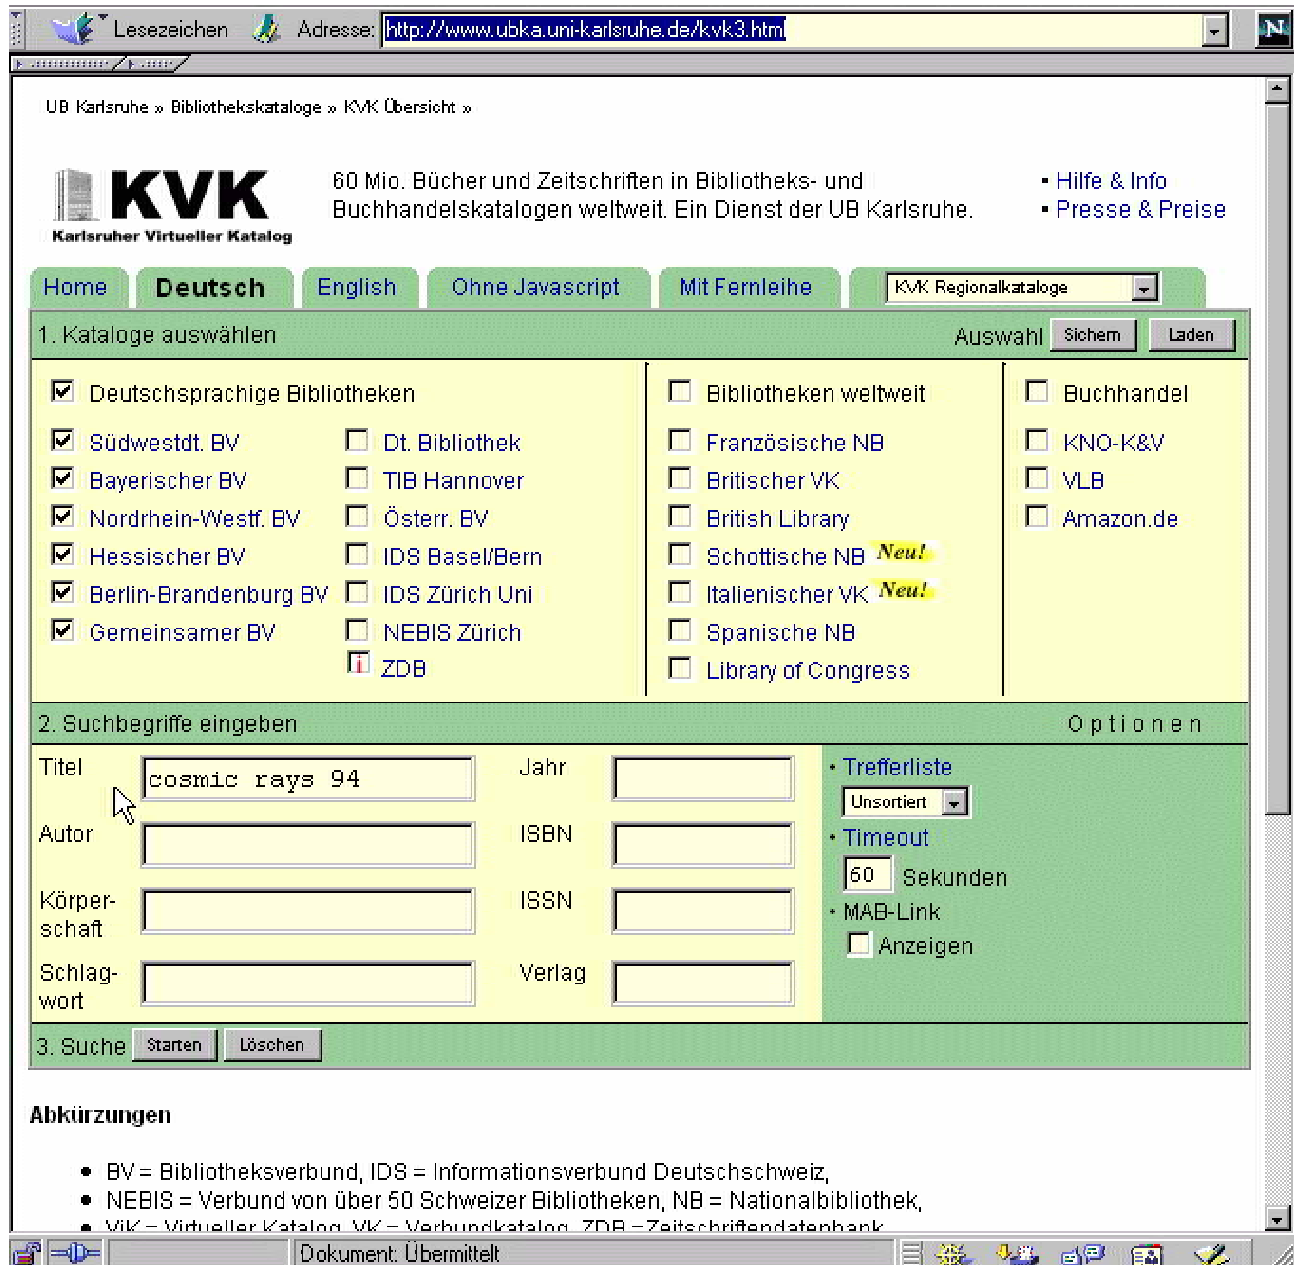 Lesezeichen Adresse: http://www.ubka.uni-karlsruhe.de/kvk3.html
UB Karlsruhe » Bibliothekskataloge » KVK Übersicht »
KVK
Karlsruher Virtueller Katalog
60 Mio. Bücher und Zeitschriften in Bibliotheks- und
Buchhandelskatalogen weltweit. Ein Dienst der UB Karlsruhe.
Hilfe & Info
Presse & Preise
Home Deutsch English Ohne Javascript Mit Fernleihe KVK Regionalkataloge
1. Kataloge auswählen Auswahl Sichern Laden
Deutschsprachige Bibliotheken Bibliotheken weltweit Buchhandel
Südwestdt. BV Dt. Bibliothek Französische NB KNO-K&V
Bayerischer BV TIB Hannover Britischer VK VLB
Nordrhein-Westf. BV Österr. BV British Library Amazon.de
Hessischer BV IDS Basel/Bern Schottische NB Neu!
Berlin-Brandenburg BV IDS Zürich Uni Italienischer VK Neu!
Gemeinsamer BV NEBIS Zürich Spanische NB
i ZDB Library of Congress
2. Suchbegriffe eingeben Optionen
Titel cosmic rays 94 Jahr • Trefferliste
Unsortiert
Autor ISBN • Timeout
60 Sekunden
Körper- ISSN • MAB-Link
schaft
Anzeigen
Schlag- Verlag
wort
3. Suche Starten Löschen
Abkürzungen
• BV = Bibliotheksverbund, IDS = Informationsverbund Deutschschweiz,
• NEBIS = Verbund von über 50 Schweizer Bibliotheken, NB = Nationalbibliothek,
• ViK = Virtueller Katalog, VK = Verbundkatalog, ZDB =Zeitschriftendatenbank
Dokument: Übermittelt